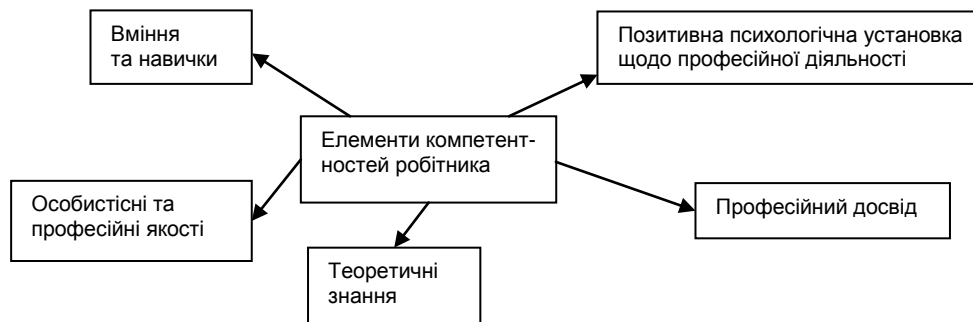 Вміння
та навички
Позитивна психологічна установка
щодо професійної діяльності
Елементи компетент-
ностей робітника
Особистісні та
професійні якості
Професійний досвід
Теоретичні
знання